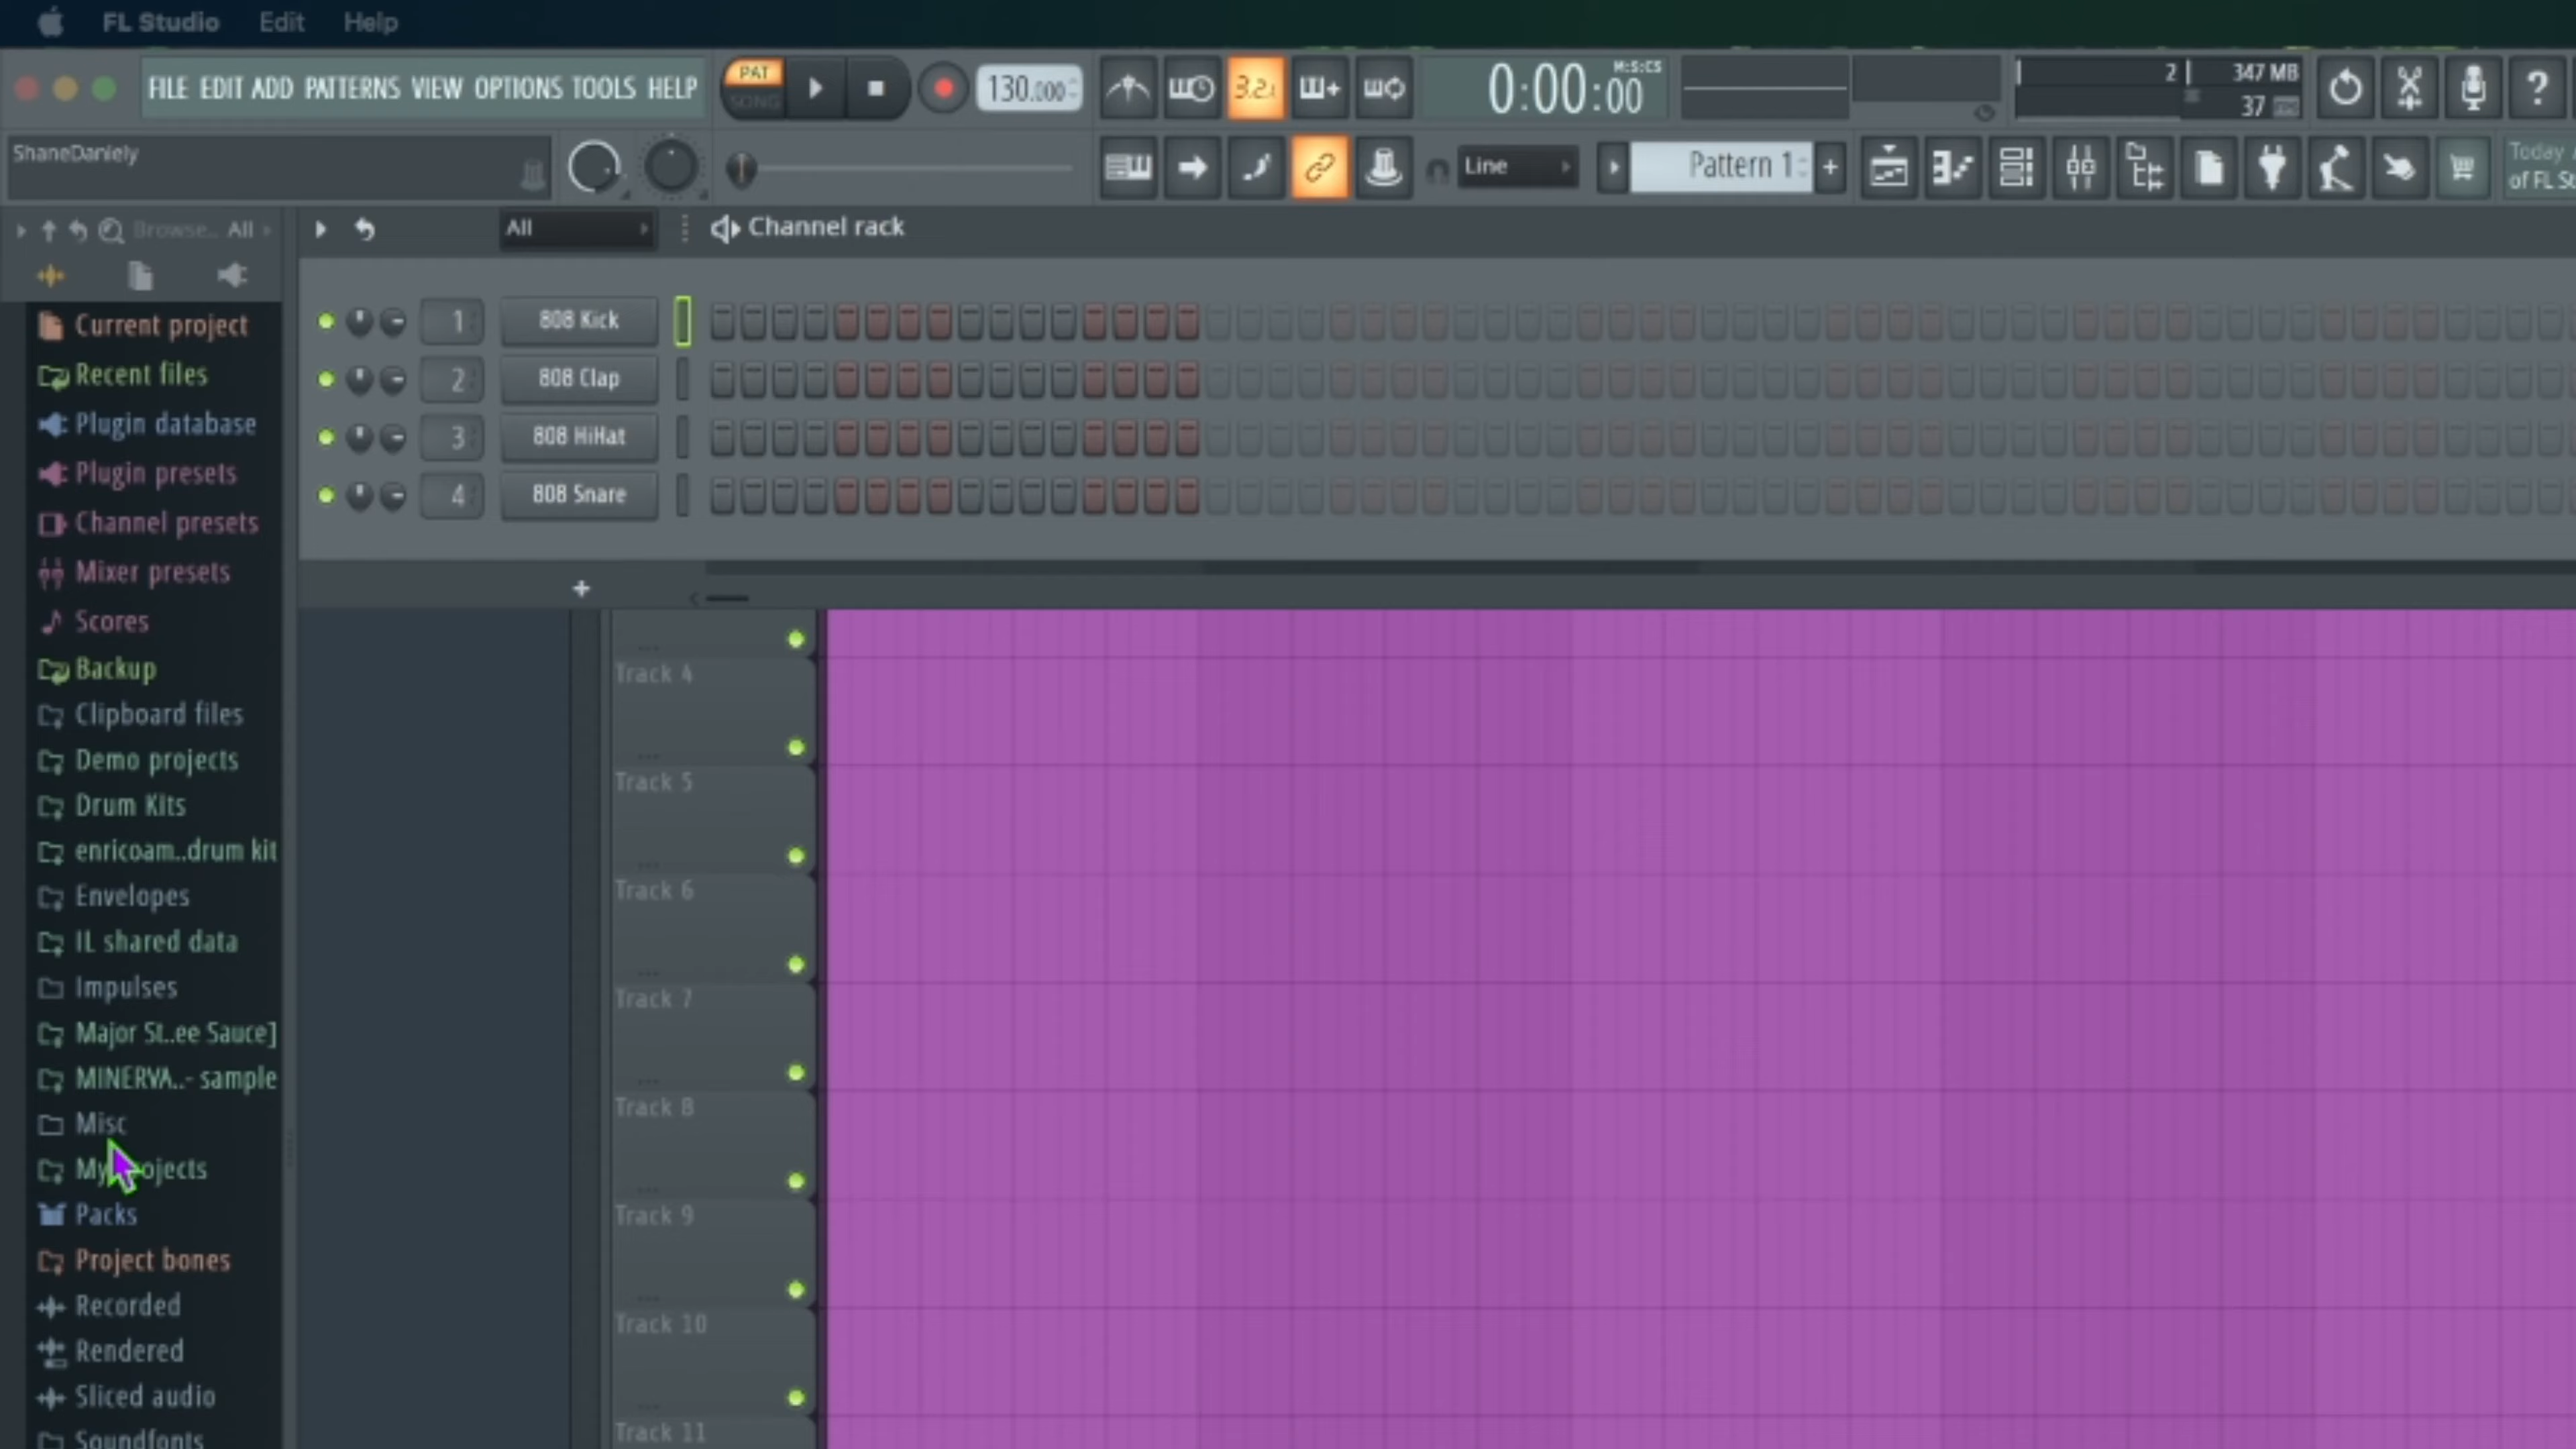 FL Studio Edit Help
FILE EDIT ADD PATTERNS VIEW OPTIONS TOOLS HELP
PAT
SONG
130.000
3.2.1
0:00:00
M:S:CS
2
347 MB
37
?
ShaneDaniely
Line
Pattern 1
+
Today
of FL St
Browse..
All
All
Channel rack
1
808 Kick
2
808 Clap
3
808 HiHat
4
808 Snare
+
Current project
Recent files
Plugin database
Plugin presets
Channel presets
Mixer presets
Scores
Backup
Clipboard files
Demo projects
Drum Kits
enricoam..drum kit
Envelopes
IL shared data
Impulses
Major St..ee Sauce]
MINERVA..- sample
Misc
My ojects
Packs
Project bones
Recorded
Rendered
Sliced audio
Soundfonts
Track 4
Track 5
Track 6
Track 7
Track 8
Track 9
Track 10
Track 11